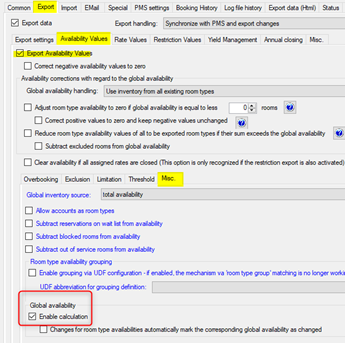 Common Export Import EMail Special PMS settings Booking History Log file history Export data (Html) Status
Export data Export handling: Synchronize with PMS and export changes
Export settings Availability Values Rate Values Restriction Values Yield Management Annual closing Misc.
Export Availability Values
Correct negative availability values to zero
Availability corrections with regard to the global availability
Global availability handling: Use inventory from all existing room types
Adjust room type availability to zero if global availability is equal to less 0 rooms ?
Correct positive values to zero and keep negative values unchanged ?
Reduce room type availability values of all to be exported room types if their sum exceeds the global availability ?
Subtract excluded rooms from global availability
Clear availability if all assigned rates are closed (This option is only recognized if the restriction export is also activated)
Overbooking Exclusion Limitation Threshold Misc.
Global inventory source: total availability
Allow accounts as room types
Subtract reservations on wait list from availability
Subtract blocked rooms from availability
Subtract out of service rooms from availability
Room type availability grouping
Enable grouping via UDF configuration - if enabled, the mechanism via 'room type group' matching is no longer workin
UDF abbreviation for grouping definition:
Global availability
Enable calculation
Changes for room type availabilities automatically mark the corresponding global availability as changed